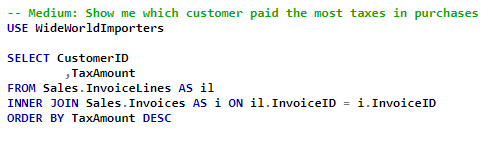 -- Medium: Show me which customer paid the most taxes in purchases
USE WideWorldImporters
SELECT CustomerID
,TaxAmount
FROM Sales.InvoiceLines AS il
INNER JOIN Sales.Invoices AS i ON il.InvoiceID = i.InvoiceID
ORDER BY TaxAmount DESC